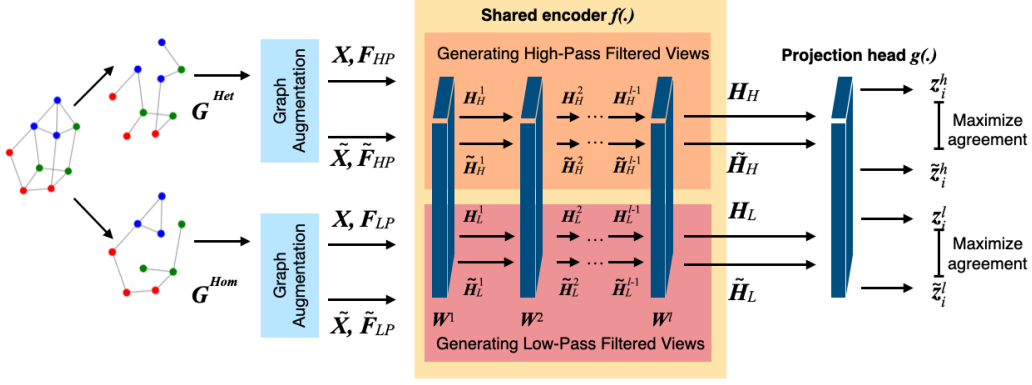 Shared encoder f(.)
Generating High-Pass Filtered Views
Projection head g(.)
G^Het
Graph Augmentation
X, F_HP
X̃, F̃_HP
H_H^1 H_H^2 H_H^{l-1}
... 
H̃_H^1 H̃_H^2 H̃_H^{l-1}
H_H
H̃_H
z_i^h
Maximize
agreement
z̃_i^h
G^Hom
Graph Augmentation
X, F_LP
X̃, F̃_LP
H_L^1 H_L^2 H_L^{l-1}
...
H̃_L^1 H̃_L^2 H̃_L^{l-1}
H_L
H̃_L
z_i^l
Maximize
agreement
z̃_i^l
W^1 W^2 W^l
Generating Low-Pass Filtered Views